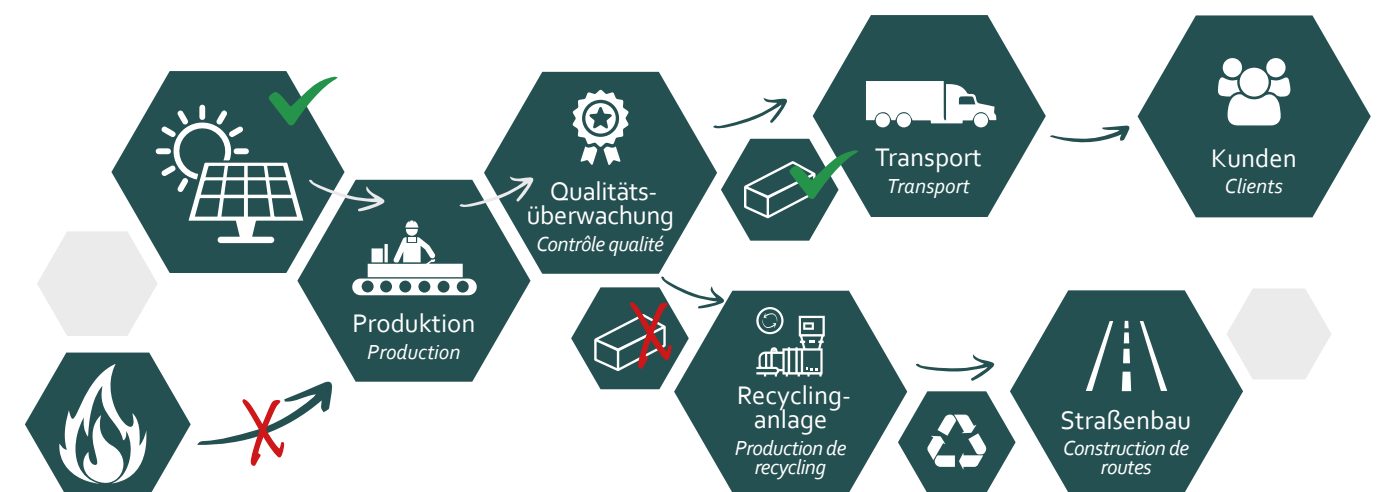 Produktion
Production
Qualitäts-
überwachung
Contrôle qualité
Transport
Transport
Kunden
Clients
Recycling-
anlage
Production de
recycling
Straßenbau
Construction de
routes